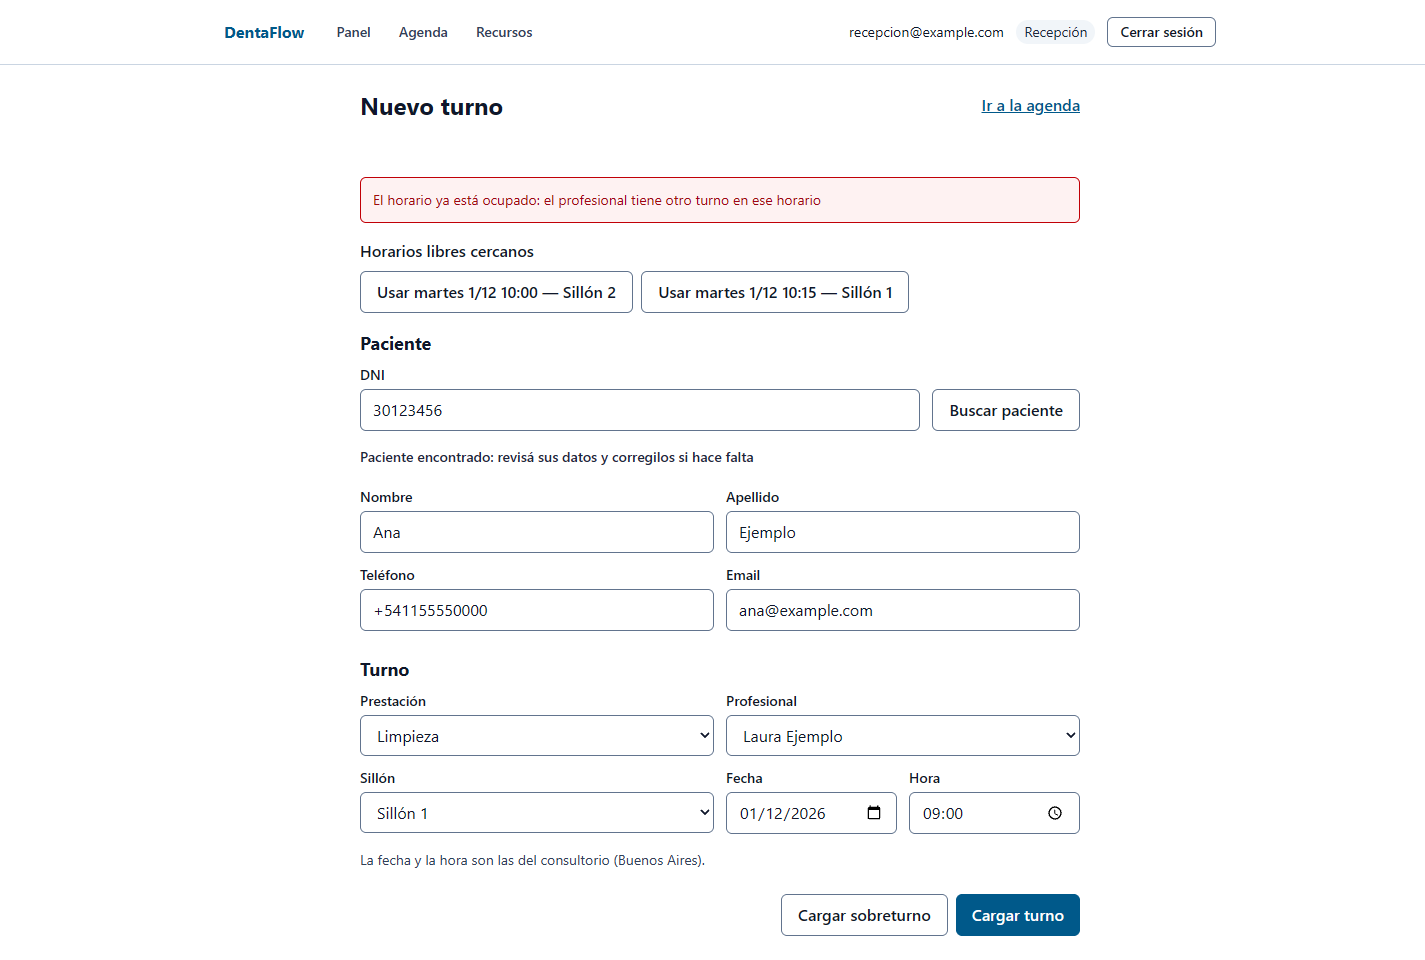 DentaFlow Panel Agenda Recursos recepcion@example.com Recepción Cerrar sesión
Nuevo turno Ir a la agenda
El horario ya está ocupado: el profesional tiene otro turno en ese horario
Horarios libres cercanos
Usar martes 1/12 10:00 — Sillón 2 Usar martes 1/12 10:15 — Sillón 1
Paciente
DNI
30123456 Buscar paciente
Paciente encontrado: revisá sus datos y corregilos si hace falta
Nombre Apellido
Ana Ejemplo
Teléfono Email
+541155550000 ana@example.com
Turno
Prestación Profesional
Limpieza Laura Ejemplo
Sillón Fecha Hora
Sillón 1 01/12/2026 09:00
La fecha y la hora son las del consultorio (Buenos Aires).
Cargar sobreturno Cargar turno